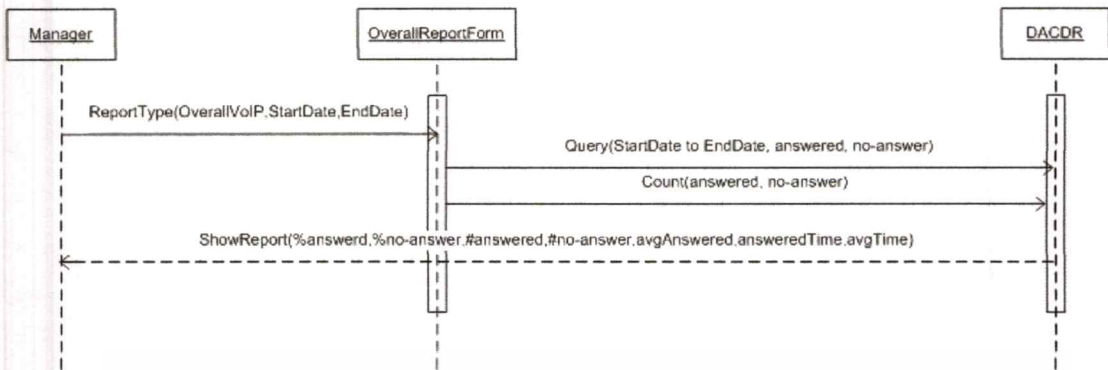 Manager
OverallReportForm
DACDR
ReportType(OverallVoIP,StartDate,EndDate)
Query(StartDate to EndDate, answered, no-answer)
Count(answered, no-answer)
ShowReport(%answerd,%no-answer,#answered,#no-answer,avgAnswered,answeredTime,avgTime)